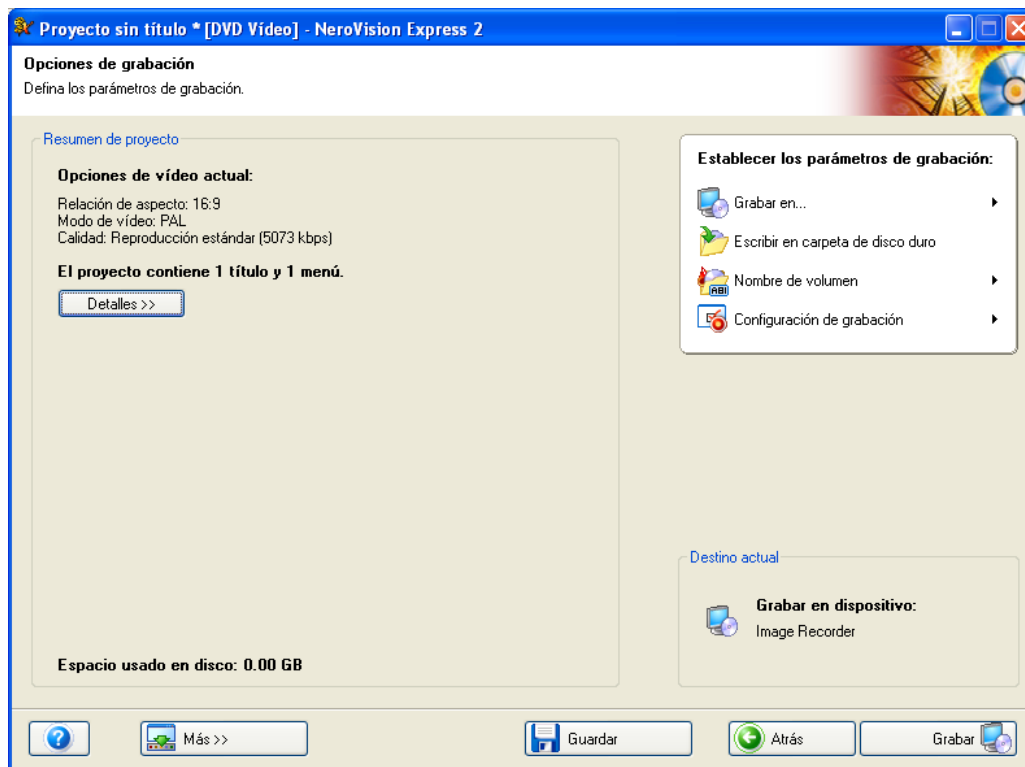 Proyecto sin título * [DVD Vídeo] - NeroVision Express 2
Opciones de grabación
Defina los parámetros de grabación.
Resumen de proyecto
Opciones de vídeo actual:
Relación de aspecto: 16:9
Modo de vídeo: PAL
Calidad: Reproducción estándar (5073 kbps)
El proyecto contiene 1 título y 1 menú.
Detalles >>
Espacio usado en disco: 0.00 GB
Establecer los parámetros de grabación:
Grabar en...
Escribir en carpeta de disco duro
ABI
Nombre de volumen
Configuración de grabación
Destino actual
Grabar en dispositivo:
Image Recorder
?
Más >>
Guardar
Atrás
Grabar